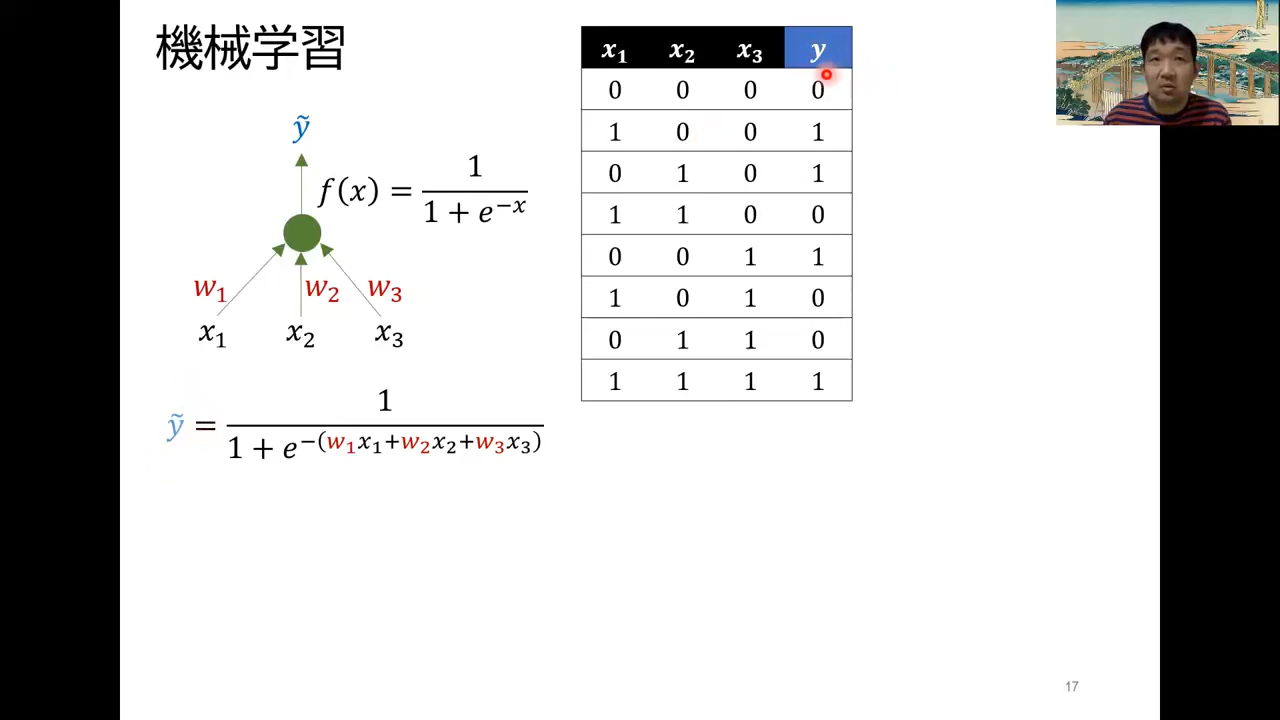 機械学習
ỹ
f(x) = 1 / (1 + e^{-x})
w₁ w₂ w₃
x₁ x₂ x₃
ỹ = 1 / (1 + e^{-(w₁x₁+w₂x₂+w₃x₃)})
x₁ x₂ x₃ y
0 0 0 0
1 0 0 1
0 1 0 1
1 1 0 0
0 0 1 1
1 0 1 0
0 1 1 0
1 1 1 1
17